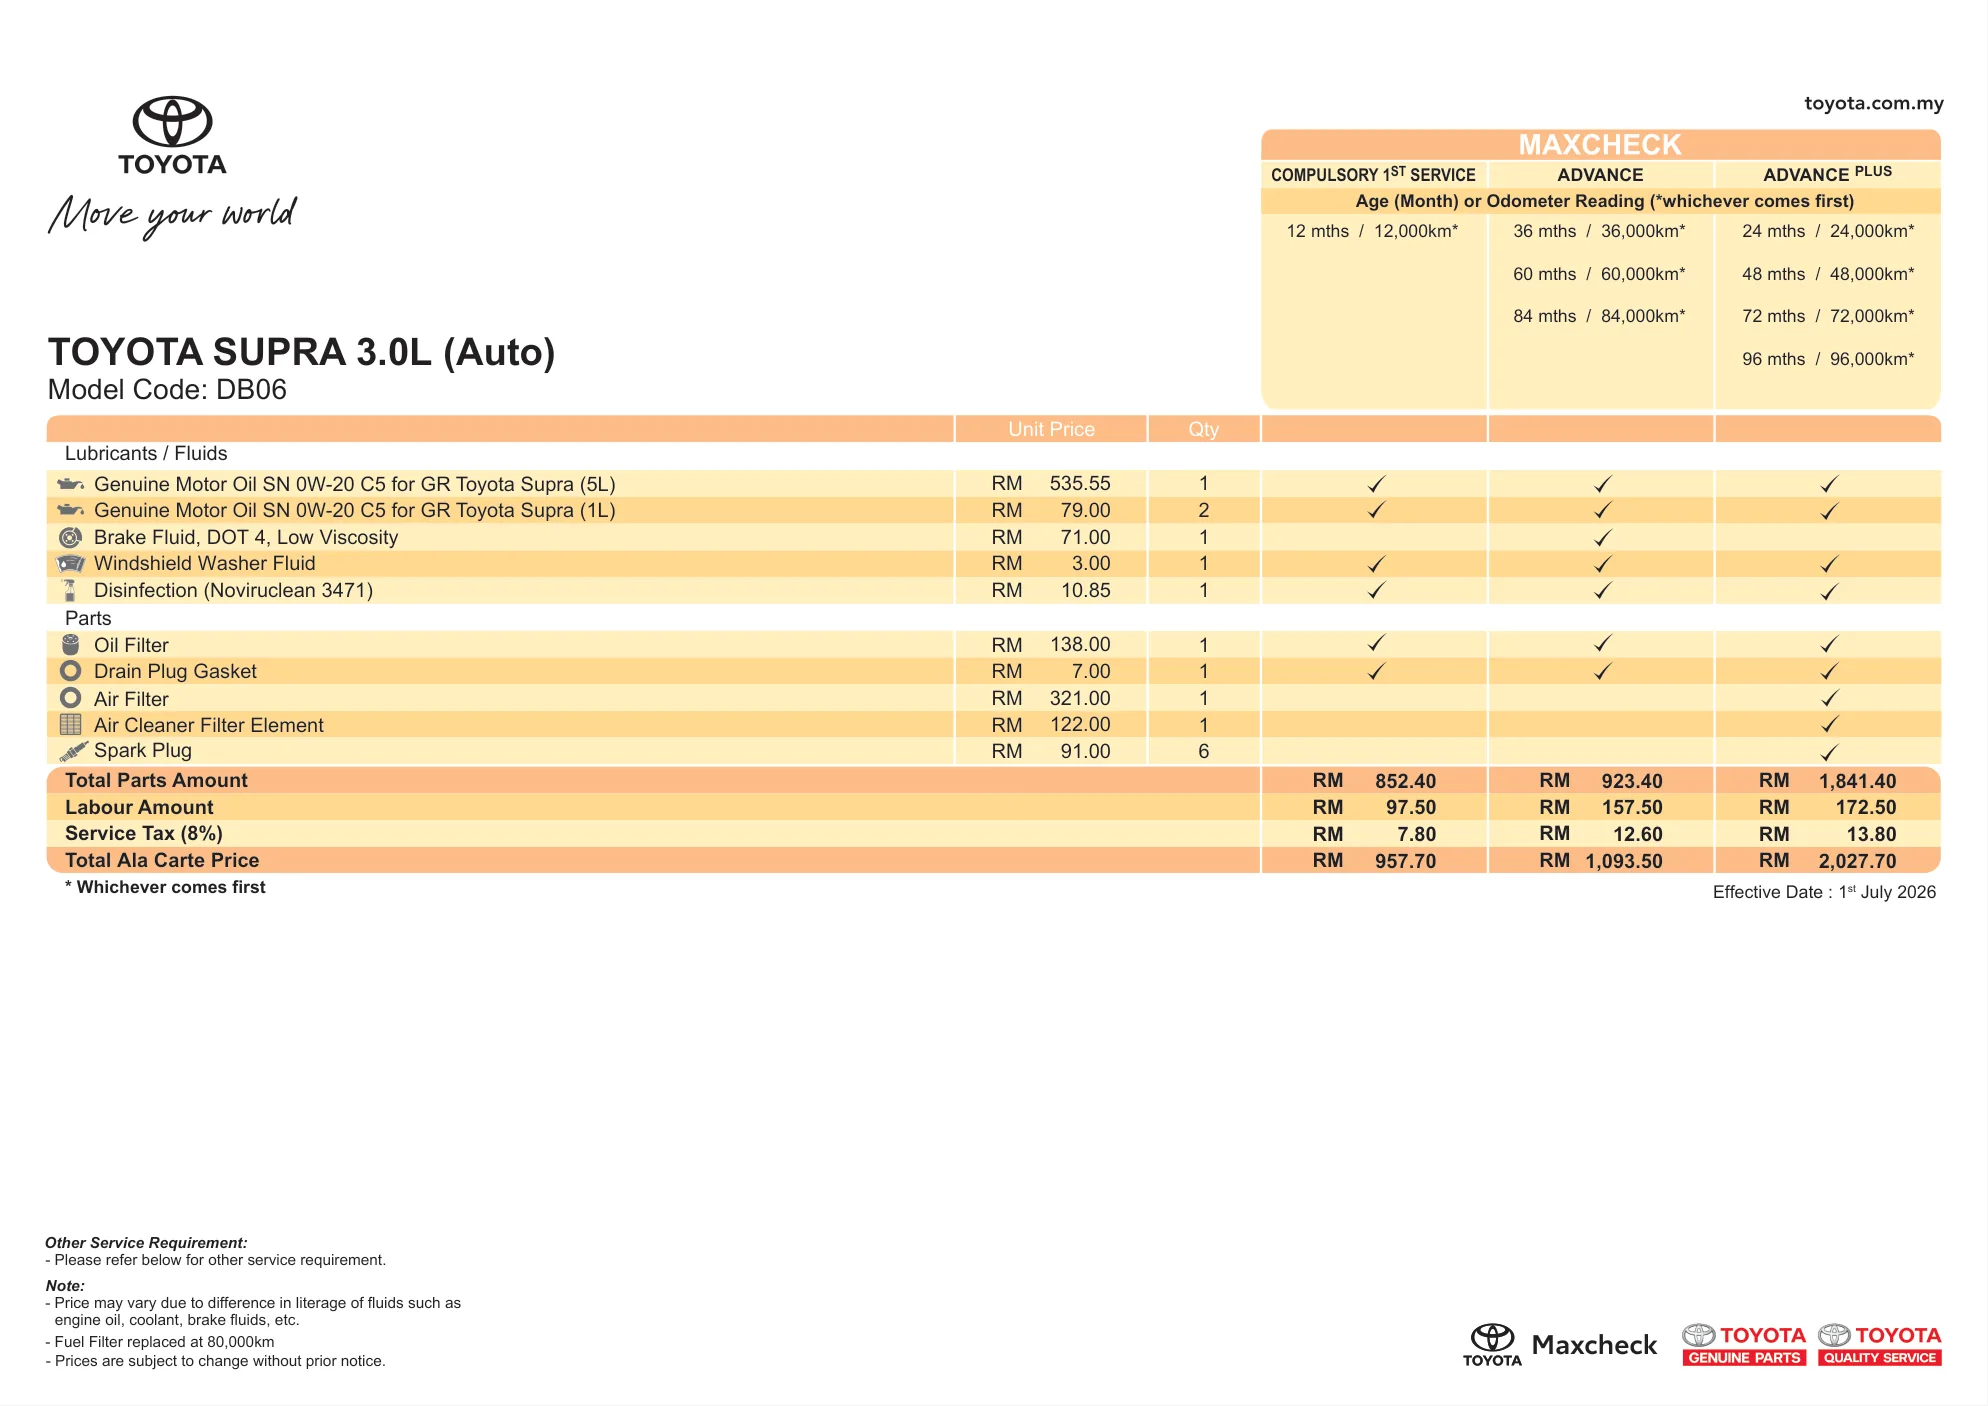 toyota.com.my
TOYOTA
Move your world
MAXCHECK
COMPULSORY 1ST SERVICE ADVANCE ADVANCE PLUS
Age (Month) or Odometer Reading (*whichever comes first)
12 mths / 12,000km* 36 mths / 36,000km* 24 mths / 24,000km*
60 mths / 60,000km* 48 mths / 48,000km*
84 mths / 84,000km* 72 mths / 72,000km*
96 mths / 96,000km*
TOYOTA SUPRA 3.0L (Auto)
Model Code: DB06
Unit Price Qty
Lubricants / Fluids
Genuine Motor Oil SN 0W-20 C5 for GR Toyota Supra (5L) RM 535.55 1 ✓ ✓ ✓
Genuine Motor Oil SN 0W-20 C5 for GR Toyota Supra (1L) RM 79.00 2 ✓ ✓ ✓
Brake Fluid, DOT 4, Low Viscosity RM 71.00 1 ✓
Windshield Washer Fluid RM 3.00 1 ✓ ✓ ✓
Disinfection (Noviruclean 3471) RM 10.85 1 ✓ ✓ ✓
Parts
Oil Filter RM 138.00 1 ✓ ✓ ✓
Drain Plug Gasket RM 7.00 1 ✓ ✓ ✓
Air Filter RM 321.00 1 ✓
Air Cleaner Filter Element RM 122.00 1 ✓
Spark Plug RM 91.00 6 ✓
Total Parts Amount RM 852.40 RM 923.40 RM 1,841.40
Labour Amount RM 97.50 RM 157.50 RM 172.50
Service Tax (8%) RM 7.80 RM 12.60 RM 13.80
Total Ala Carte Price RM 957.70 RM 1,093.50 RM 2,027.70
* Whichever comes first
Effective Date : 1st July 2026
Other Service Requirement:
- Please refer below for other service requirement.
Note:
- Price may vary due to difference in literage of fluids such as
engine oil, coolant, brake fluids, etc.
- Fuel Filter replaced at 80,000km
- Prices are subject to change without prior notice.
TOYOTA Maxcheck
TOYOTA GENUINE PARTS
TOYOTA QUALITY SERVICE